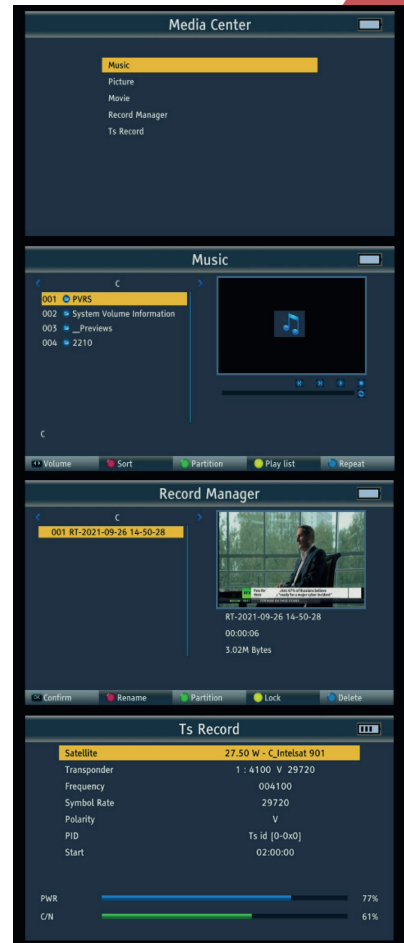 Media Center
Music
Picture
Movie
Record Manager
Ts Record
Music
C
001 PVRS
002 System Volume Information
003 __Previews
004 2210
C
Volume Sort Partition Play list Repeat
Record Manager
C
001 RT-2021-09-26 14-50-28
RT-2021-09-26 14-50-28
00:00:06
3.02M Bytes
OK Confirm Rename Partition Lock Delete
Ts Record
Satellite 27.50 W - C_Intelsat 901
Transponder 1 : 4100 V 29720
Frequency 004100
Symbol Rate 29720
Polarity V
PID Ts id [0-0x0]
Start 02:00:00
PWR 77%
C/N 61%